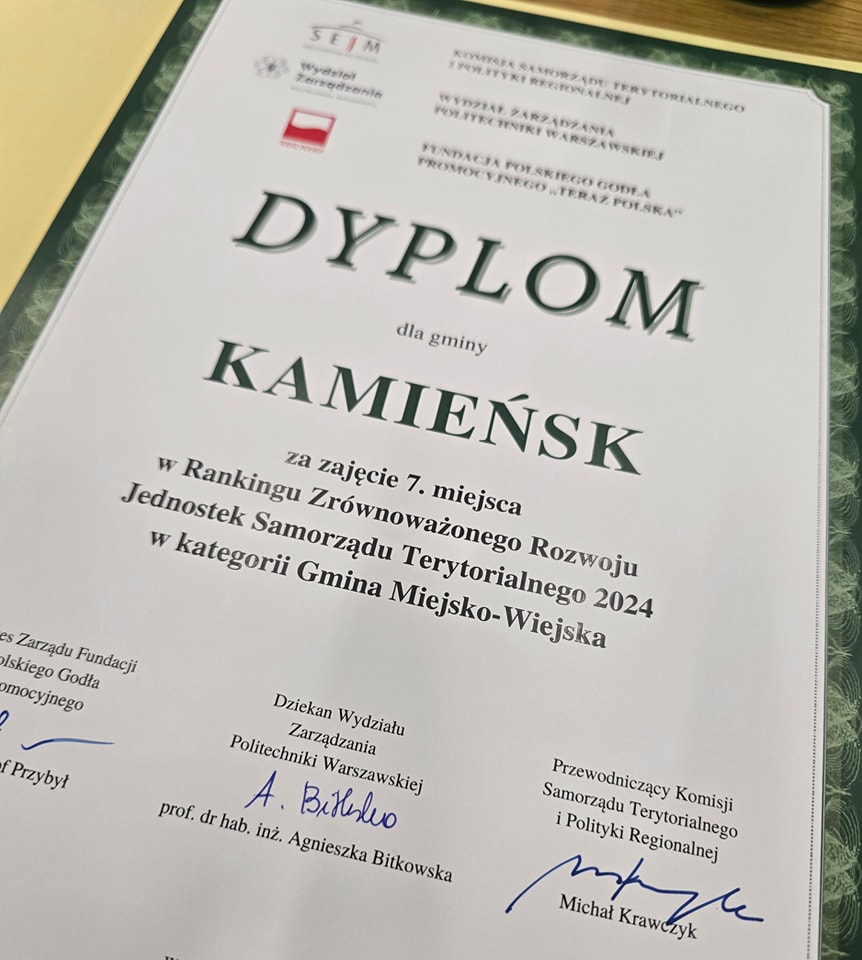 SEJM
Wydział
Zarządzania
KOMISJA SAMORZĄDU TERYTORIALNEGO
I POLITYKI REGIONALNEJ
WYDZIAŁ ZARZĄDZANIA
POLITECHNIKI WARSZAWSKIEJ
FUNDACJA POLSKIEGO GODŁA
PROMOCYJNEGO „TERAZ POLSKA”
DYPLOM
dla gminy
KAMIEŃSK
za zajęcie 7. miejsca
w Rankingu Zrównoważonego Rozwoju
Jednostek Samorządu Terytorialnego 2024
w kategorii Gmina Miejsko-Wiejska
es Zarządu Fundacji
olskiego Godła
omocyjnego
of Przybył
Dziekan Wydziału
Zarządzania
Politechniki Warszawskiej
A. Bitkowska
prof. dr hab. inż. Agnieszka Bitkowska
Przewodniczący Komisji
Samorządu Terytorialnego
i Polityki Regionalnej
Michał Krawczyk